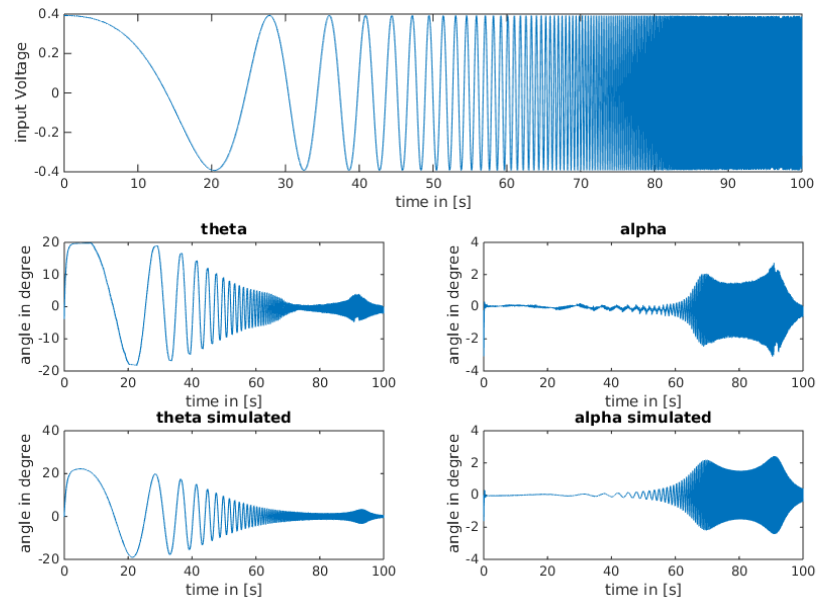 input Voltage
0.4
0.2
0
-0.2
-0.4
0 10 20 30 40 50 60 70 80 90 100
time in [s]
theta
angle in degree
20
10
0
-10
-20
0 20 40 60 80 100
time in [s]
alpha
angle in degree
4
2
0
-2
-4
0 20 40 60 80 100
time in [s]
theta simulated
angle in degree
40
20
0
-20
0 20 40 60 80 100
time in [s]
alpha simulated
angle in degree
4
2
0
-2
-4
0 20 40 60 80 100
time in [s]